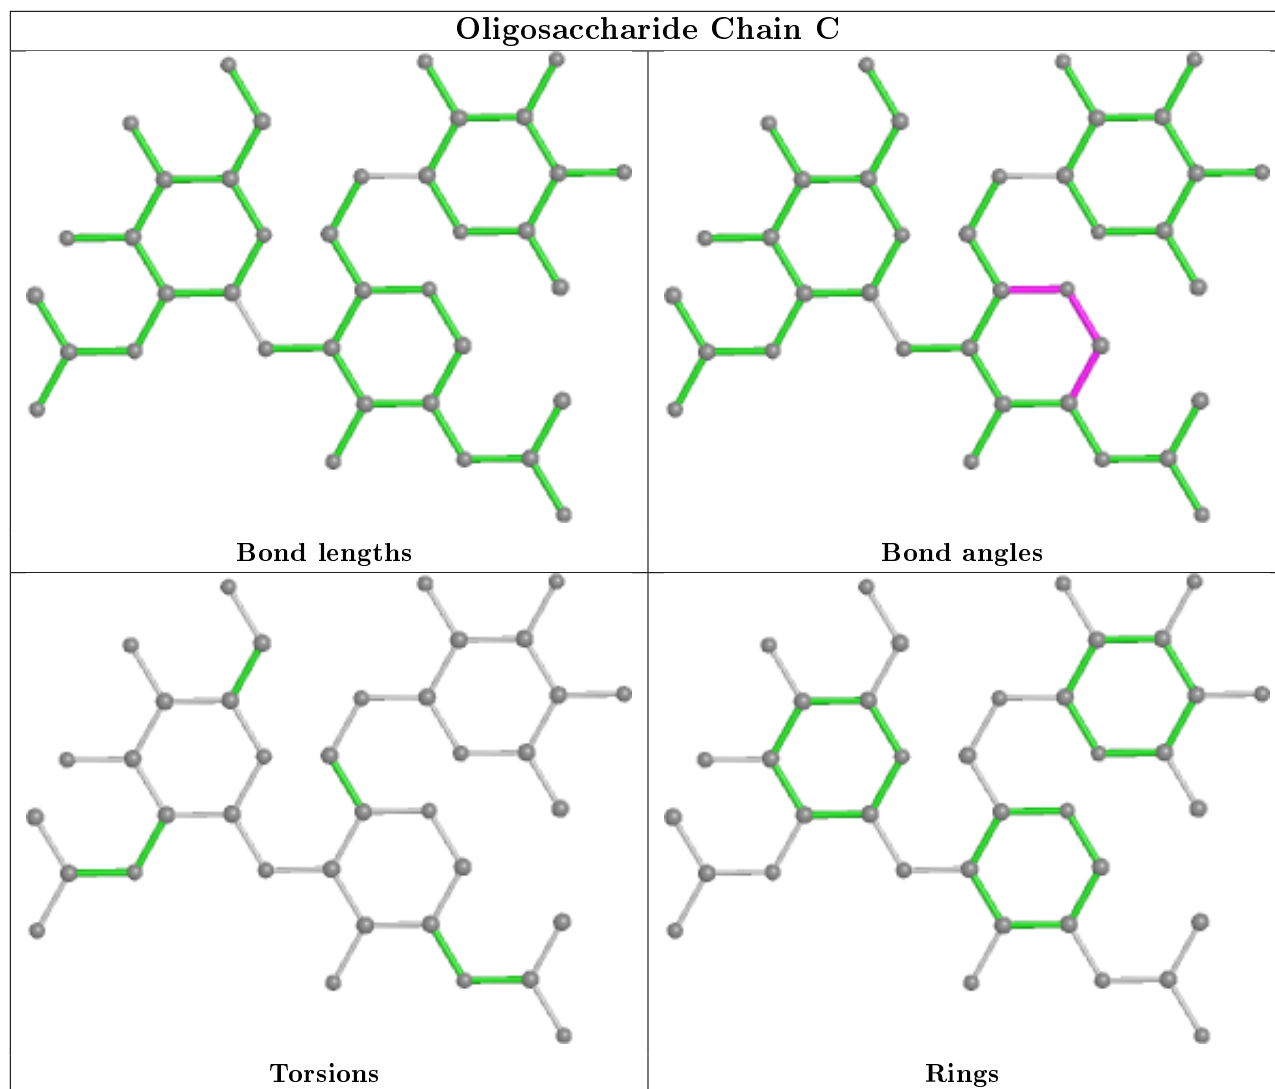 Oligosaccharide Chain C
Bond lengths
Bond angles
Torsions
Rings